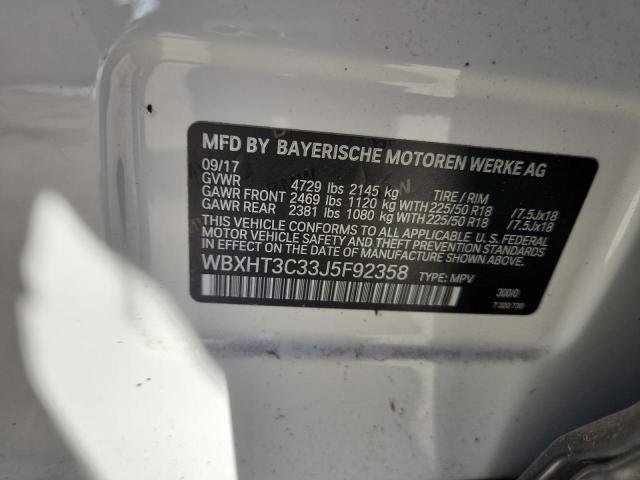 MFD BY BAYERISCHE MOTOREN WERKE AG
09/17
GVWR 4729 lbs 2145 kg TIRE / RIM
GAWR FRONT 2469 lbs 1120 kg WITH 225/50 R18 /7.5Jx18
GAWR REAR 2381 lbs 1080 kg WITH 225/50 R18 /7.5Jx18
THIS VEHICLE CONFORMS TO ALL APPLICABLE U.S. FEDERAL
MOTOR VEHICLE SAFETY AND THEFT PREVENTION STANDARDS
IN EFFECT ON THE DATE OF MANUFACTURE SHOWN ABOVE.
WBXHT3C33J5F92358 TYPE: MPV
300/0
7 320 730